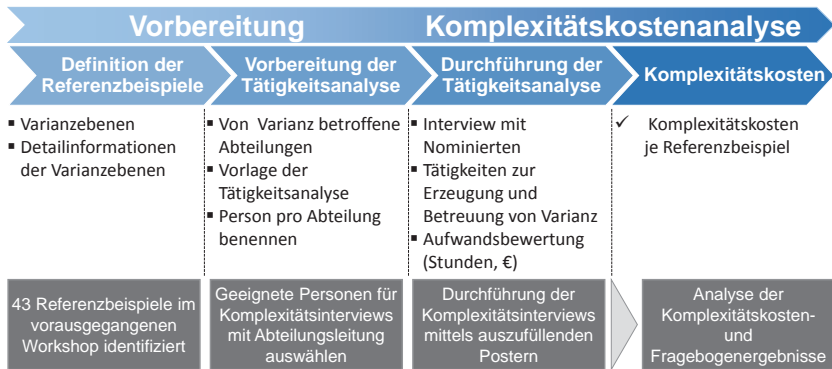 Vorbereitung
Komplexitätskostenanalyse
Definition der
Referenzbeispiele
Vorbereitung der
Tätigkeitsanalyse
Durchführung der
Tätigkeitsanalyse
Komplexitätskosten
▪ Varianzebenen
▪ Detailinformationen
der Varianzebenen
▪ Von Varianz betroffene
Abteilungen
▪ Vorlage der
Tätigkeitsanalyse
▪ Person pro Abteilung
benennen
▪ Interview mit
Nominierten
▪ Tätigkeiten zur
Erzeugung und
Betreuung von Varianz
▪ Aufwandsbewertung
(Stunden, €)
✓ Komplexitätskosten
je Referenzbeispiel
43 Referenzbeispiele im
vorausgegangenen
Workshop identifiziert
Geeignete Personen für
Komplexitätsinterviews
mit Abteilungsleitung
auswählen
Durchführung der
Komplexitätsinterviews
mittels auszufüllenden
Postern
Analyse der
Komplexitätskosten-
und
Fragebogenergebnisse